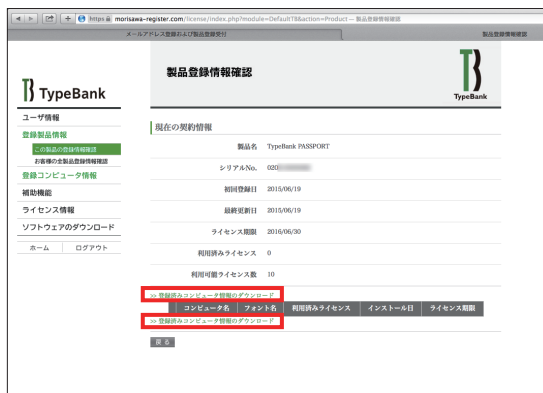 https morisawa-register.com/license/index.php?module=DefaultTB&action=Product — 製品登録情報確認
メールアドレス登録および製品登録受付
製品登録情報確認
TypeBank
製品登録情報確認
TypeBank
ユーザ情報
登録製品情報
この製品の登録情報確認
お客様の全製品登録情報確認
登録コンピュータ情報
補助機能
ライセンス情報
ソフトウェアのダウンロード
ホーム
ログアウト
現在の契約情報
製品名 TypeBank PASSPORT
シリアルNo. 020
初回登録日 2015/06/19
最終更新日 2015/06/19
ライセンス期限 2016/06/30
利用済みライセンス 0
利用可能ライセンス数 10
>> 登録済みコンピュータ情報のダウンロード
コンピュータ名 フォント名 利用済みライセンス インストール日 ライセンス期限
>> 登録済みコンピュータ情報のダウンロード
戻る